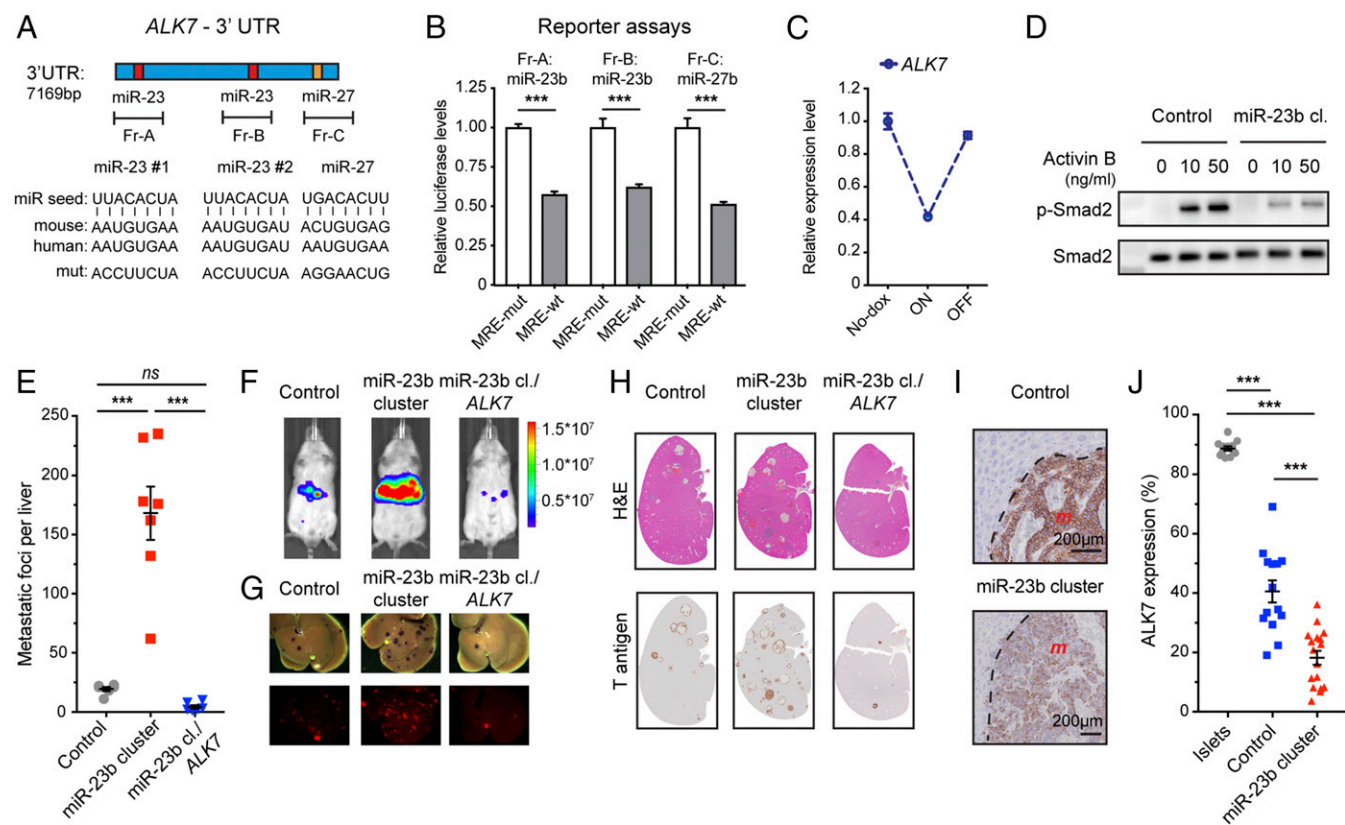 A
ALK7 - 3' UTR
3'UTR:
7169bp
miR-23 miR-23 miR-27
Fr-A Fr-B Fr-C
miR-23 #1 miR-23 #2 miR-27
miR seed: UUACACUA UUACACUA UGACACUU
mouse: AAUGUGAA AAUGUGAU ACUGUGAG
human: AAUGUGAA AAUGUGAU AAUGUGAA
mut: ACCUUCUA ACCUUCUA AGGAACUG
B
Reporter assays
Fr-A: Fr-B: Fr-C:
miR-23b miR-23b miR-27b
*** *** ***
Relative luciferase levels
1.25
1.00
0.75
0.50
0.25
0
MRE-mut MRE-wt MRE-mut MRE-wt MRE-mut MRE-wt
C
ALK7
Relative expression level
1.2
1.0
0.8
0.6
0.4
0.2
0
No-dox ON OFF
D
Control miR-23b cl.
Activin B 0 10 50 0 10 50
(ng/ml)
p-Smad2
Smad2
E
ns
*** ***
Metastatic foci per liver
250
200
150
100
50
25
0
Control miR-23b cluster miR-23b cl./
ALK7
F
Control miR-23b miR-23b cl./
cluster ALK7
1.5*10⁷
1*10⁷
0.5*10⁷
G
Control miR-23b miR-23b cl./
cluster ALK7
H
Control miR-23b miR-23b cl./
cluster ALK7
H&E
T antigen
I
Control
m
200µm
miR-23b cluster
m
200µm
J
***
***
***
ALK7 expression (%)
100
80
60
40
20
0
Islets Control miR-23b cluster